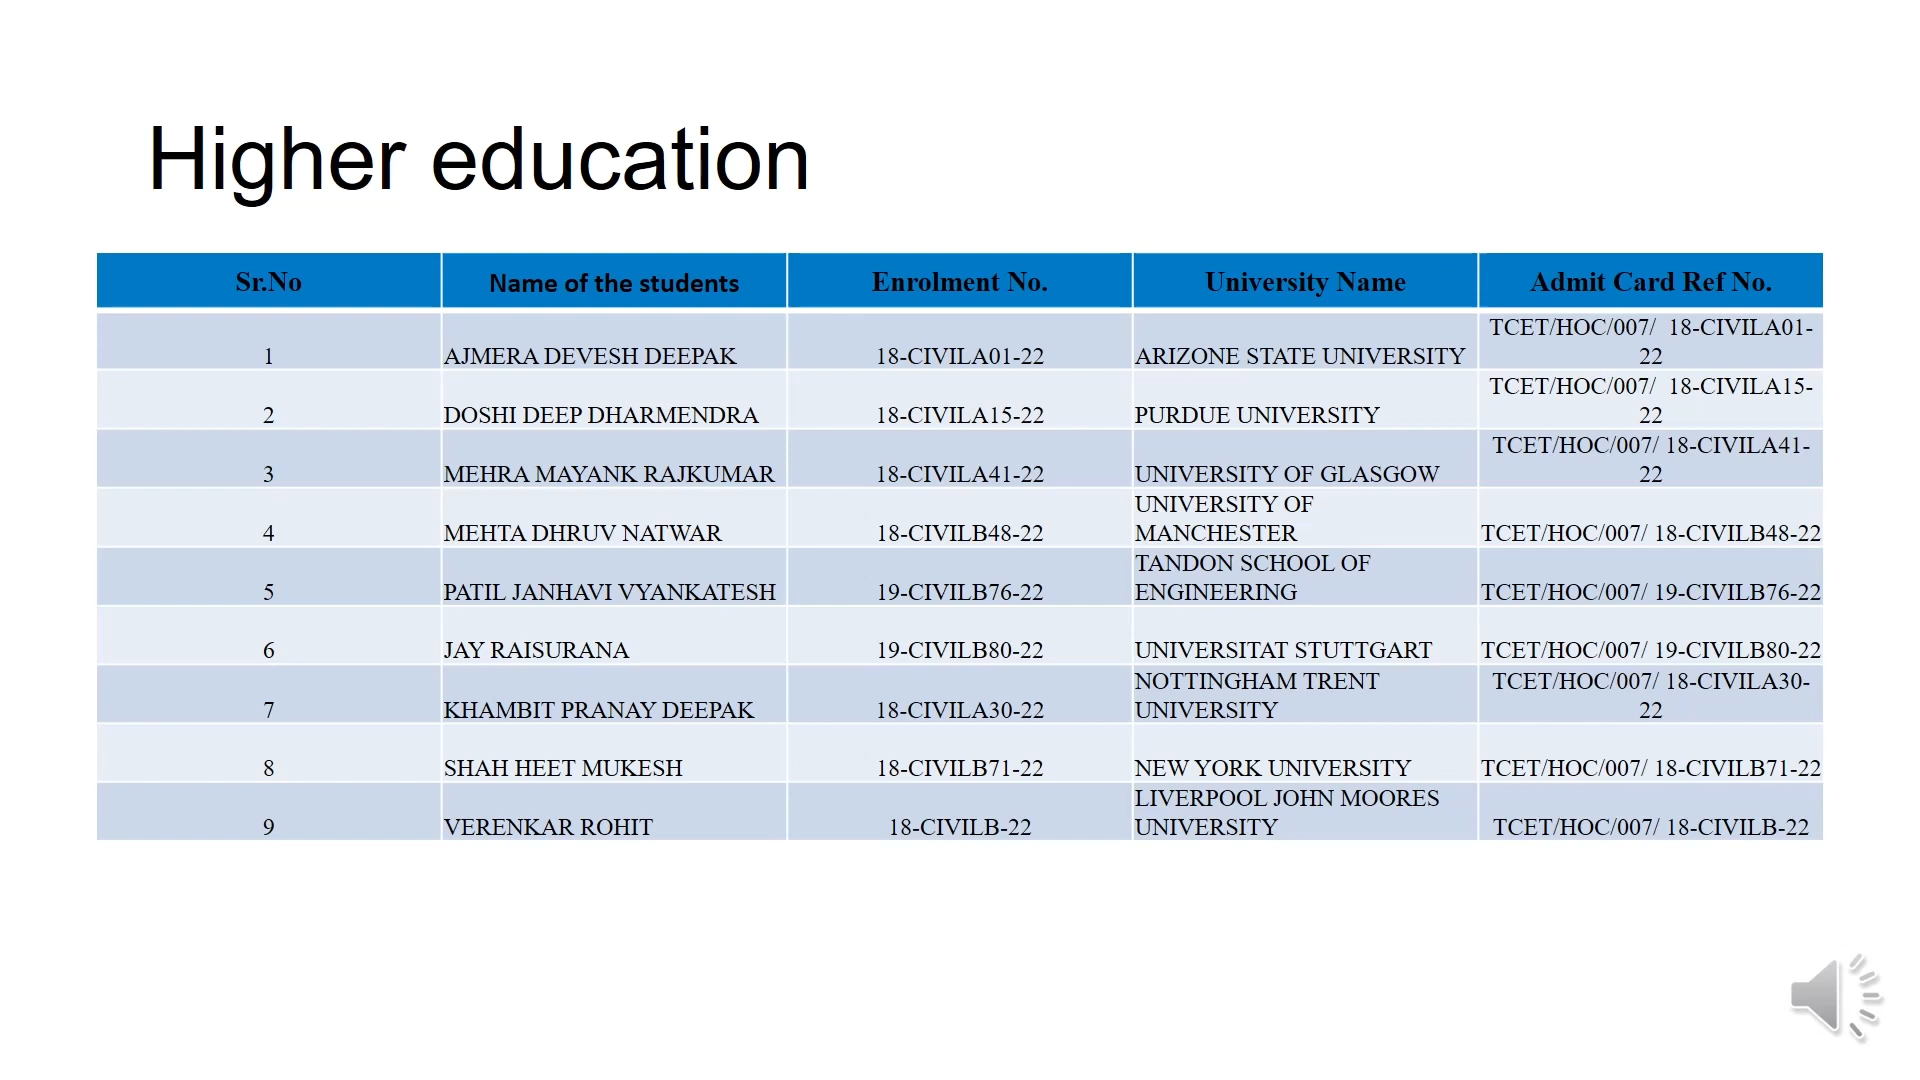 Higher education
Sr.No Name of the students Enrolment No. University Name Admit Card Ref No.
TCET/HOC/007/ 18-CIVILA01-
1 AJMERA DEVESH DEEPAK 18-CIVILA01-22 ARIZONE STATE UNIVERSITY 22
TCET/HOC/007/ 18-CIVILA15-
2 DOSHI DEEP DHARMENDRA 18-CIVILA15-22 PURDUE UNIVERSITY 22
TCET/HOC/007/ 18-CIVILA41-
3 MEHRA MAYANK RAJKUMAR 18-CIVILA41-22 UNIVERSITY OF GLASGOW 22
UNIVERSITY OF
4 MEHTA DHRUV NATWAR 18-CIVILB48-22 MANCHESTER TCET/HOC/007/ 18-CIVILB48-22
TANDON SCHOOL OF
5 PATIL JANHAVI VYANKATESH 19-CIVILB76-22 ENGINEERING TCET/HOC/007/ 19-CIVILB76-22
6 JAY RAISURANA 19-CIVILB80-22 UNIVERSITAT STUTTGART TCET/HOC/007/ 19-CIVILB80-22
NOTTINGHAM TRENT TCET/HOC/007/ 18-CIVILA30-
7 KHAMBIT PRANAY DEEPAK 18-CIVILA30-22 UNIVERSITY 22
8 SHAH HEET MUKESH 18-CIVILB71-22 NEW YORK UNIVERSITY TCET/HOC/007/ 18-CIVILB71-22
LIVERPOOL JOHN MOORES
9 VERENKAR ROHIT 18-CIVILB-22 UNIVERSITY TCET/HOC/007/ 18-CIVILB-22